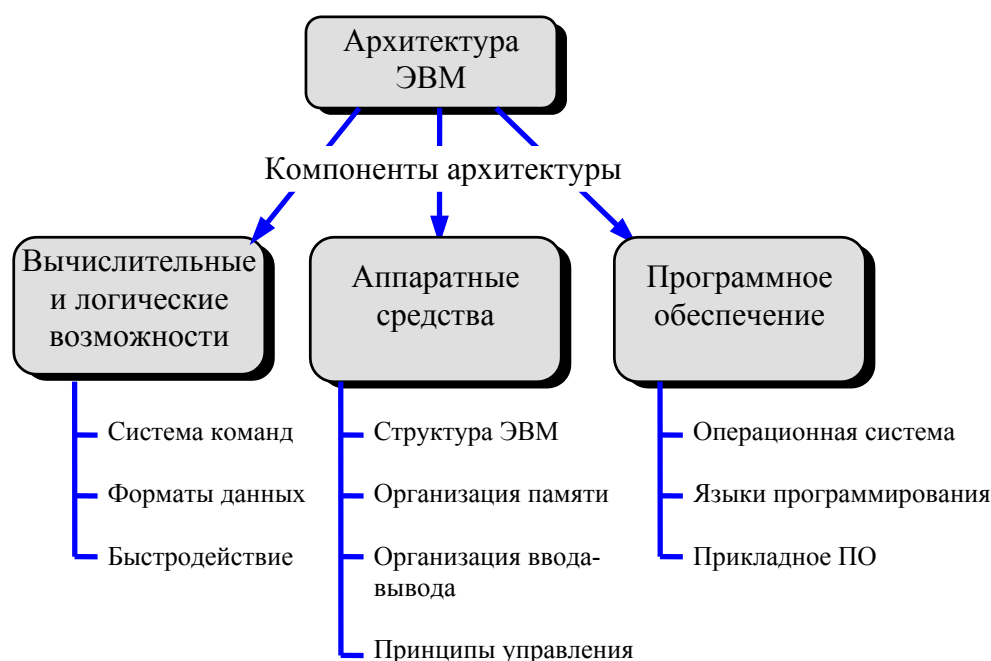 Архитектура
ЭВМ
Компоненты архитектуры
Вычислительные
и логические
возможности
Система команд
Форматы данных
Быстродействие
Аппаратные
средства
Структура ЭВМ
Организация памяти
Организация ввода-
вывода
Принципы управления
Программное
обеспечение
Операционная система
Языки программирования
Прикладное ПО